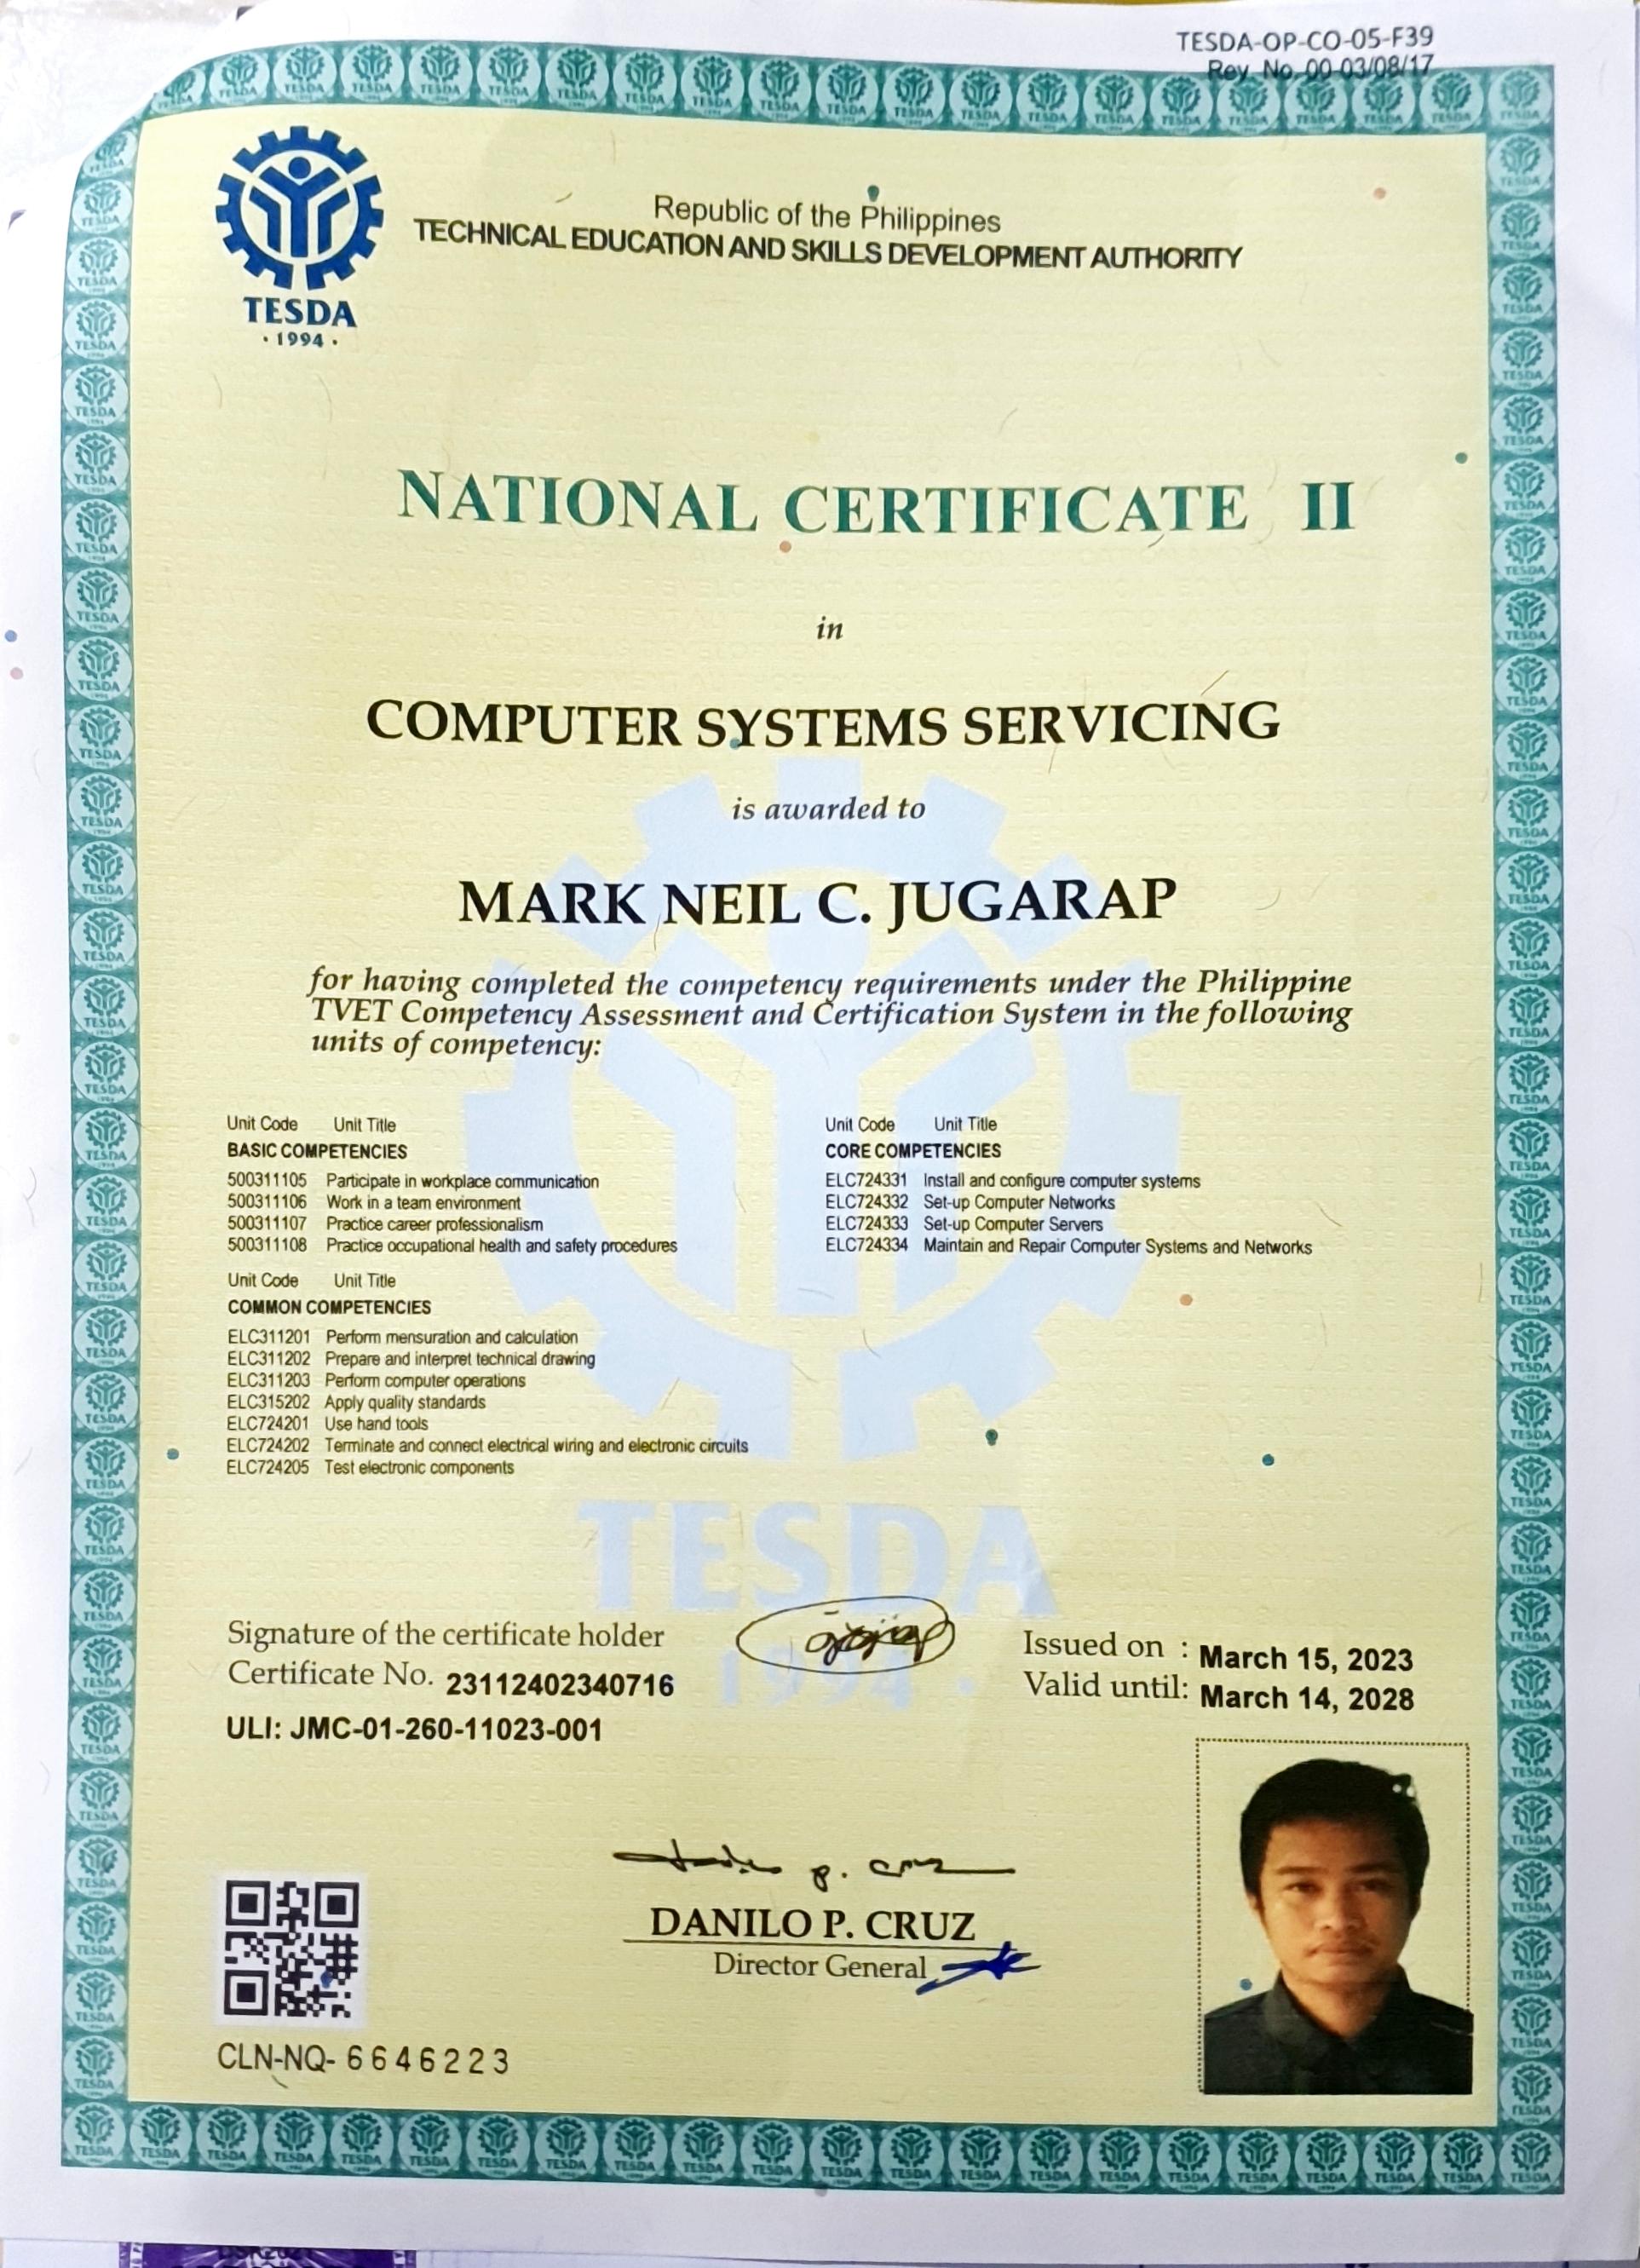 TESDA-OP-CO-05-F39
Rev. No. 00-03/08/17
TESDA
· 1994 ·
Republic of the Philippines
TECHNICAL EDUCATION AND SKILLS DEVELOPMENT AUTHORITY
NATIONAL CERTIFICATE II
in
COMPUTER SYSTEMS SERVICING
is awarded to
MARK NEIL C. JUGARAP
for having completed the competency requirements under the Philippine
TVET Competency Assessment and Certification System in the following
units of competency:
Unit Code Unit Title
BASIC COMPETENCIES
500311105 Participate in workplace communication
500311106 Work in a team environment
500311107 Practice career professionalism
500311108 Practice occupational health and safety procedures
Unit Code Unit Title
COMMON COMPETENCIES
ELC311201 Perform mensuration and calculation
ELC311202 Prepare and interpret technical drawing
ELC311203 Perform computer operations
ELC315202 Apply quality standards
ELC724201 Use hand tools
ELC724202 Terminate and connect electrical wiring and electronic circuits
ELC724205 Test electronic components
Unit Code Unit Title
CORE COMPETENCIES
ELC724331 Install and configure computer systems
ELC724332 Set-up Computer Networks
ELC724333 Set-up Computer Servers
ELC724334 Maintain and Repair Computer Systems and Networks
TESDA
1994 ·
Signature of the certificate holder
Certificate No. 23112402340716
ULI: JMC-01-260-11023-001
Issued on : March 15, 2023
Valid until: March 14, 2028
DANILO P. CRUZ
Director General
CLN-NQ- 6646223